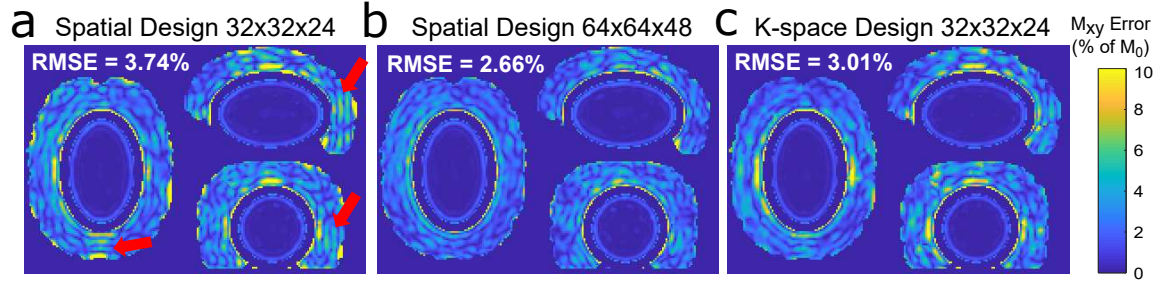 a Spatial Design 32x32x24
RMSE = 3.74%
b Spatial Design 64x64x48
RMSE = 2.66%
c K-space Design 32x32x24
RMSE = 3.01%
Mxy Error
(% of M0)
10
8
6
4
2
0